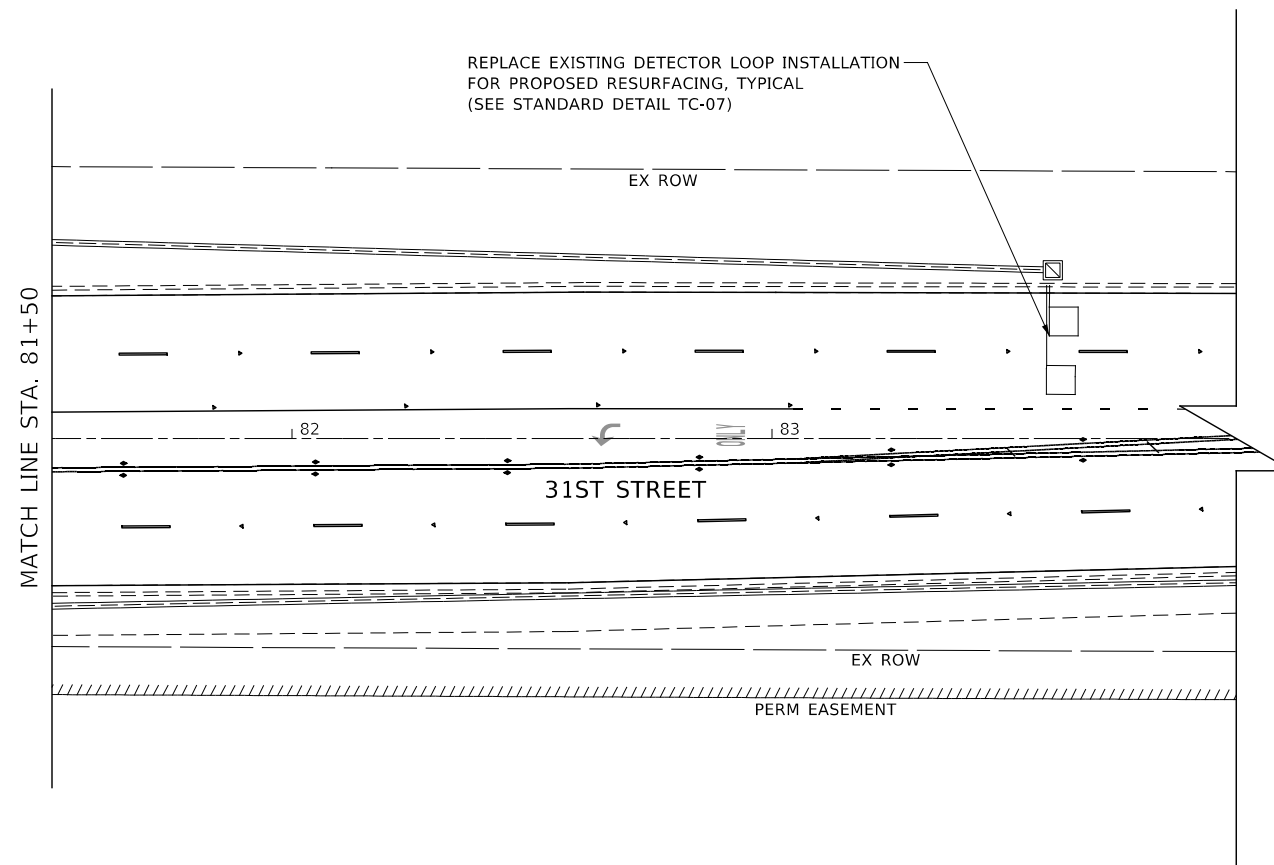 REPLACE EXISTING DETECTOR LOOP INSTALLATION
FOR PROPOSED RESURFACING, TYPICAL
(SEE STANDARD DETAIL TC-07)
EX ROW
MATCH LINE STA. 81+50
82
ONLY
83
31ST STREET
EX ROW
PERM EASEMENT